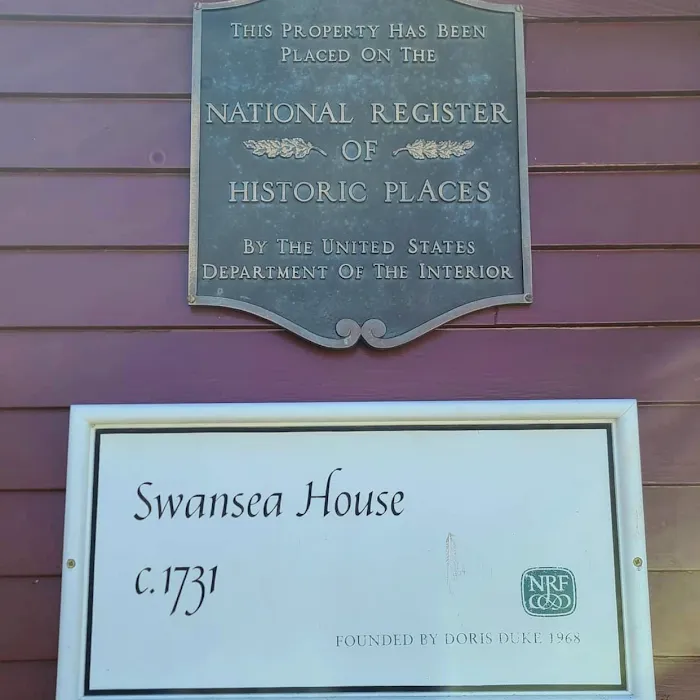 This Property Has Been
Placed On The
NATIONAL REGISTER
OF
HISTORIC PLACES
By The United States
Department Of The Interior
Swansea House
c.1731
NRF
FOUNDED BY DORIS DUKE 1968